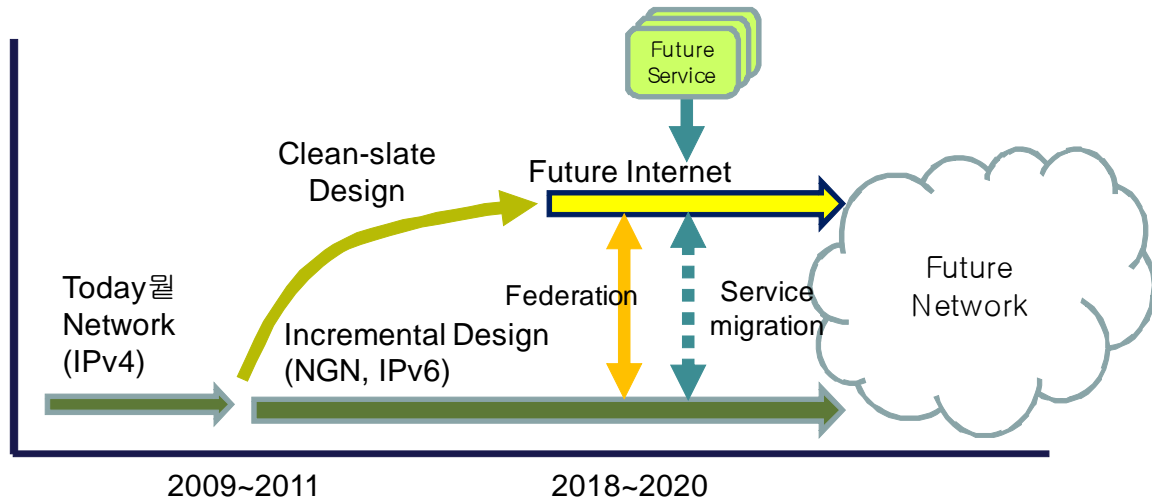 Future
Service
Clean-slate
Design
Future Internet
Today뭩
Network
(IPv4)
Federation
Service
migration
Incremental Design
(NGN, IPv6)
Future
Network
2009~2011
2018~2020